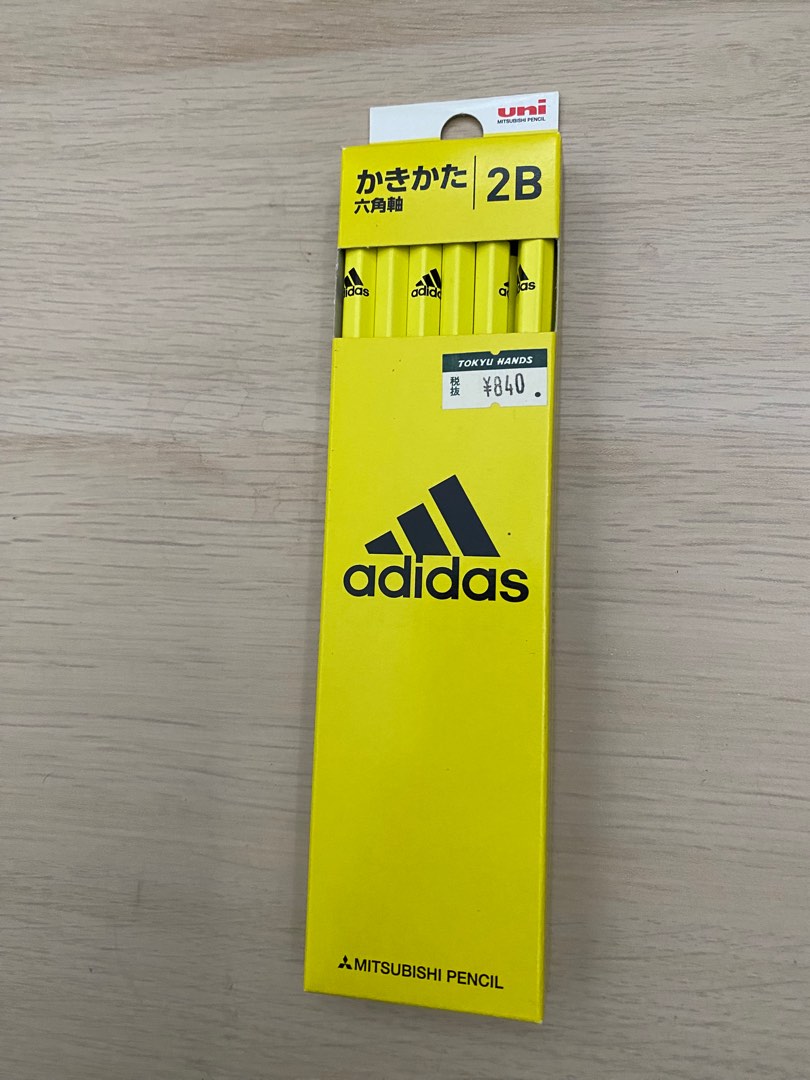 uni
MITSUBISHI PENCIL
かきかた
六角軸
2B
adidas
adidas
adidas
TOKYU HANDS
税抜
¥840.
adidas
MITSUBISHI PENCIL